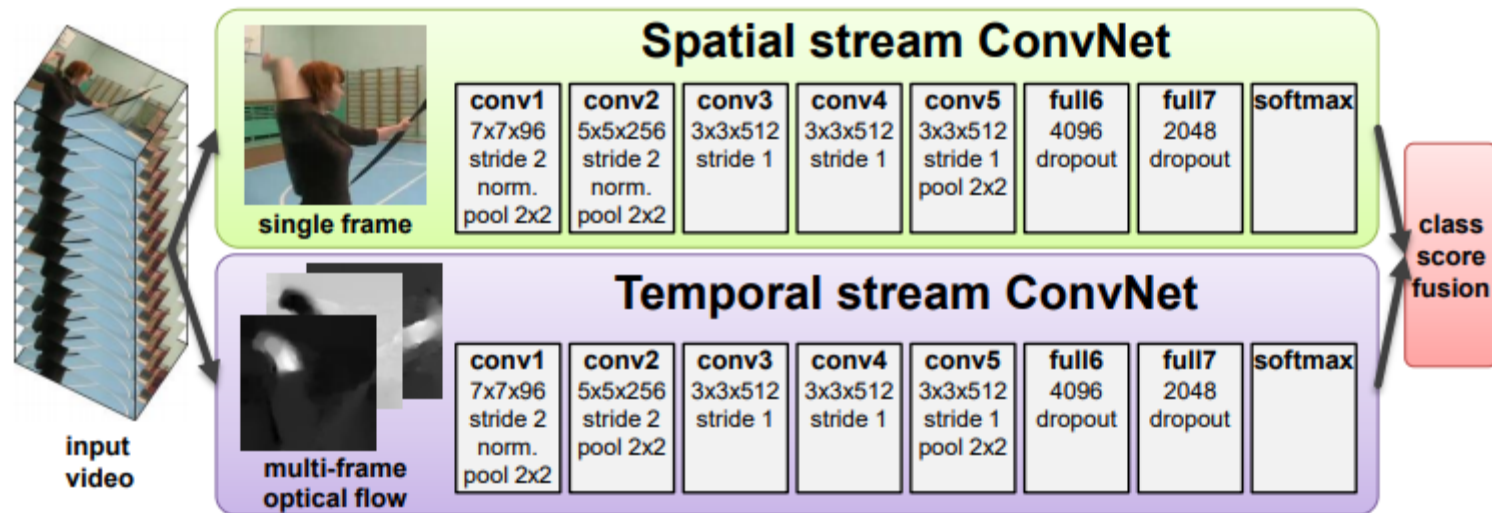 input
video
Spatial stream ConvNet
single frame
conv1
7x7x96
stride 2
norm.
pool 2x2
conv2
5x5x256
stride 2
norm.
pool 2x2
conv3
3x3x512
stride 1
conv4
3x3x512
stride 1
conv5
3x3x512
stride 1
pool 2x2
full6
4096
dropout
full7
2048
dropout
softmax
Temporal stream ConvNet
multi-frame
optical flow
conv1
7x7x96
stride 2
norm.
pool 2x2
conv2
5x5x256
stride 2
pool 2x2
conv3
3x3x512
stride 1
conv4
3x3x512
stride 1
conv5
3x3x512
stride 1
pool 2x2
full6
4096
dropout
full7
2048
dropout
softmax
class
score
fusion